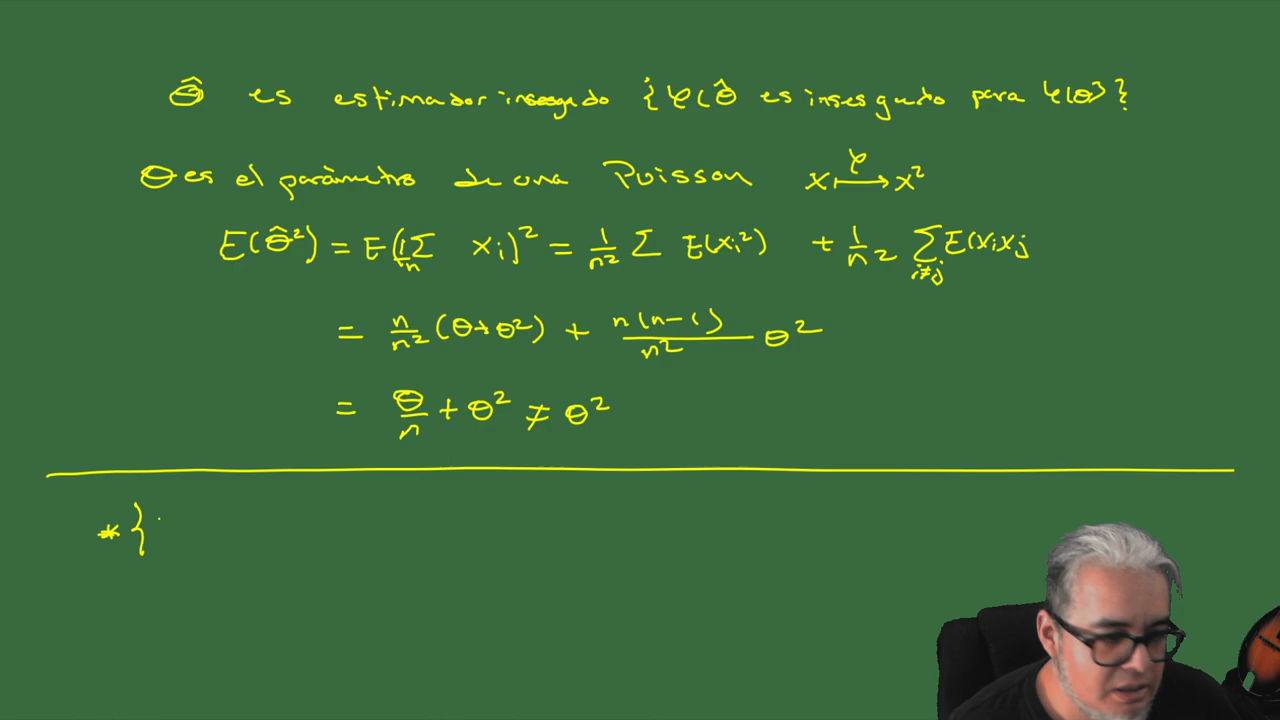 θ̂ es estimador insesgado {φ(θ̂ es insesgado para φ(θ)}
θ es el parámetro de una Poisson x ↦^φ x²
E(θ̂²) = E(1/n Σ xi)² = 1/n² Σ E(xi²) + 1/n² Σ_{i≠j} E(xixj
= n/n² (θ+θ²) + n(n-1)/n² θ²
= θ/n + θ² ≠ θ²
* {